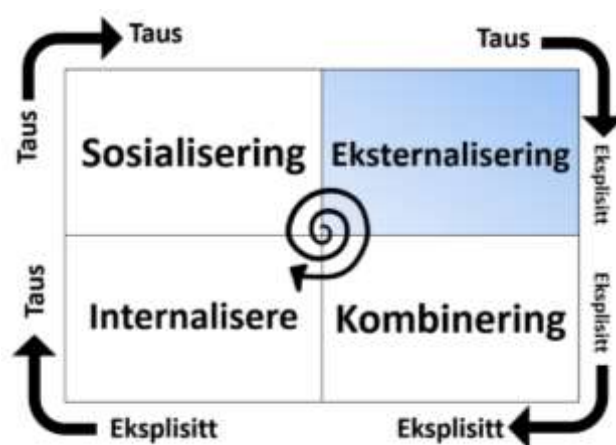 Taus
Taus
Taus
Eksplisitt
Sosialisering
Eksternalisering
Internalisere
Kombinering
Taus
Eksplisitt
Eksplisitt
Eksplisitt